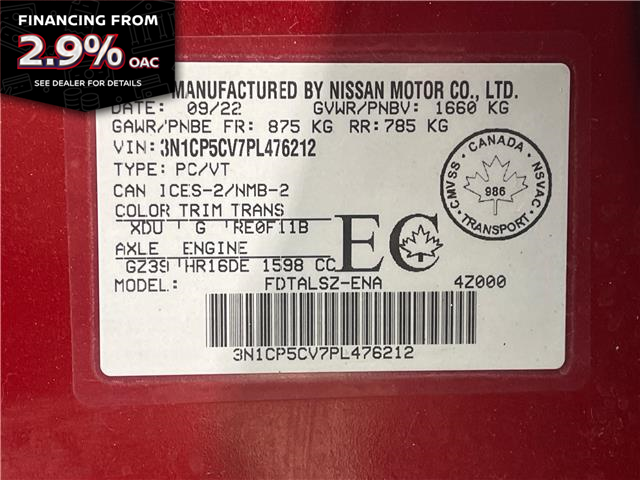 FINANCING FROM
2.9% OAC
SEE DEALER FOR DETAILS
MANUFACTURED BY NISSAN MOTOR CO., LTD.
DATE: 09/22 GVWR/PNBV: 1660 KG
GAWR/PNBE FR: 875 KG RR: 785 KG
VIN: 3N1CP5CV7PL476212
TYPE: PC/VT
CAN ICES-2/NMB-2
COLOR TRIM TRANS
XDU G RE0F11B
AXLE ENGINE
GZ39 HR16DE 1598 CC
EC
MODEL: FDTALSZ-ENA 4Z000
3N1CP5CV7PL476212
CANADA
CMVSS
NSVAC
986
TRANSPORT